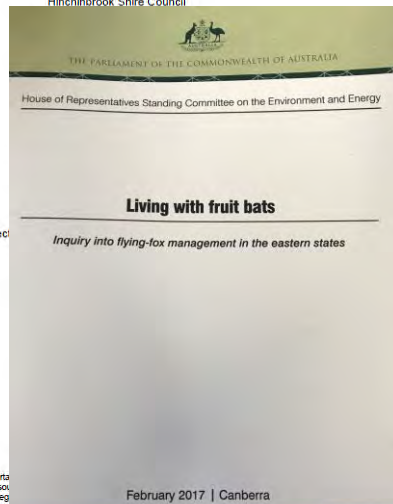 Hinchinbrook Shire Council
THE PARLIAMENT OF THE COMMONWEALTH OF AUSTRALIA
House of Representatives Standing Committee on the Environment and Energy
Living with fruit bats
Inquiry into flying-fox management in the eastern states
February 2017 | Canberra